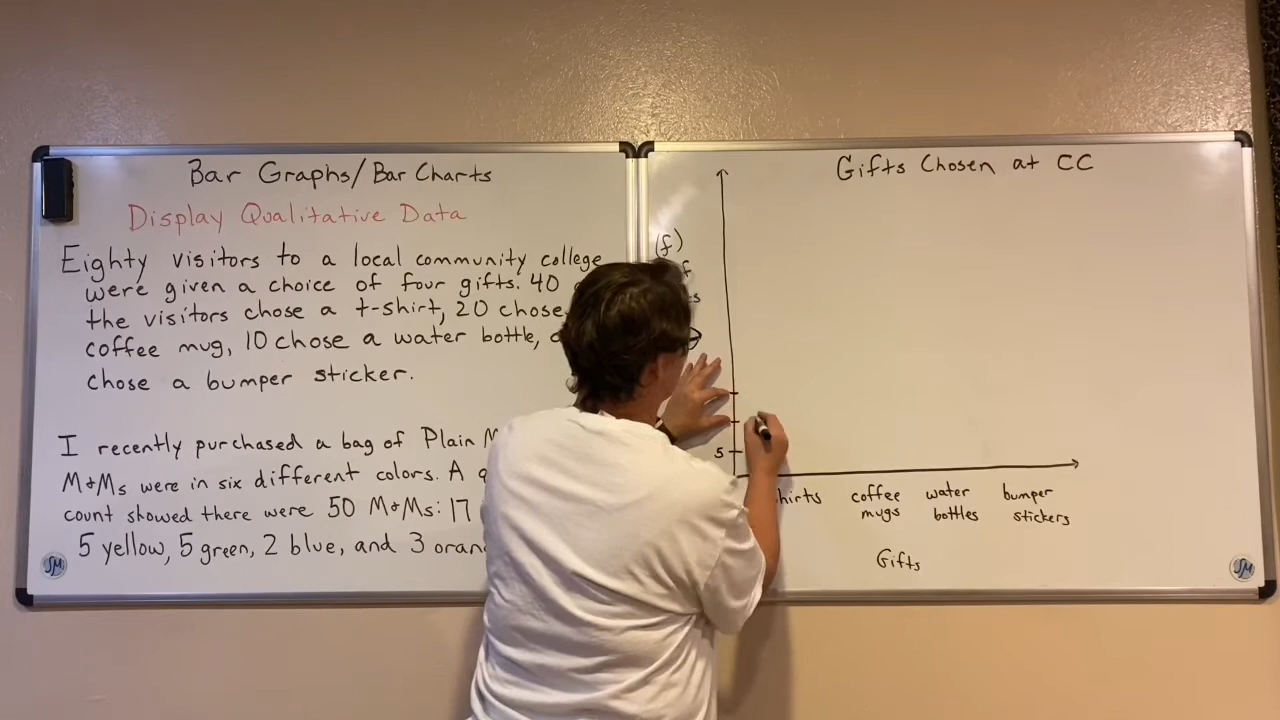 Bar Graphs/Bar Charts
Display Qualitative Data
Eighty visitors to a local community college
were given a choice of four gifts. 40
the visitors chose a t-shirt, 20 chose
coffee mug, 10 chose a water bottle,
chose a bumper sticker.
I recently purchased a bag of Plain
M&Ms were in six different colors. A
count showed there were 50 M&Ms: 17
5 yellow, 5 green, 2 blue, and 3
SM
Gifts Chosen at CC
(f)
5
coffee water bumper
mugs bottles stickers
Gifts
SM